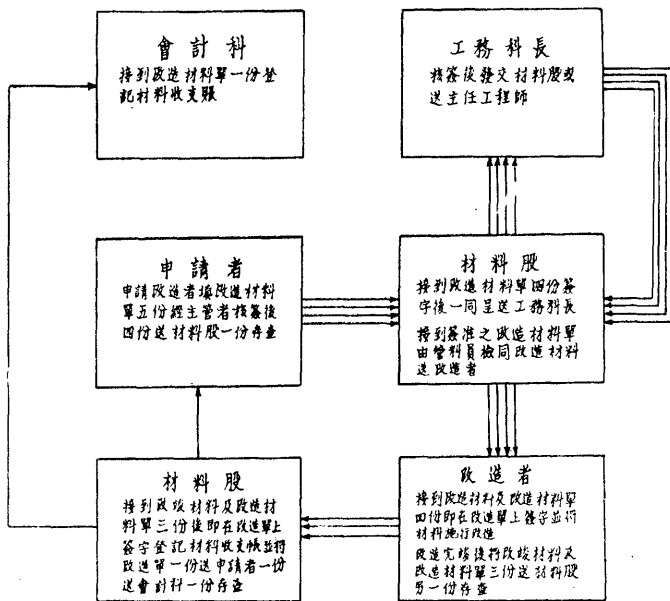 會計科
接到改造材料單一份登
記材料收支賬
工務科長
核簽後發交材料股或
送主任工程師
申請者
申請改造者填改造材料
單五份經主管者核簽後
四份送材料股一份存查
材料股
接到改造材料單四份簽
字後一同呈送工務科長
接到簽准之改造材料單
由管料員檢同改造材料
送改造者
材料股
接到改竣材料及改造材
料單三份後即在改造單上
簽字登記材料收支帳並將
改造單一份送申請者一份
送會計科一份存查
改造者
接到改造材料及改造材料單
四份即在改造單上簽字並將
材料施行改造
改造完竣後將改竣材料及
改造材料單三份送材料股
另一份存查